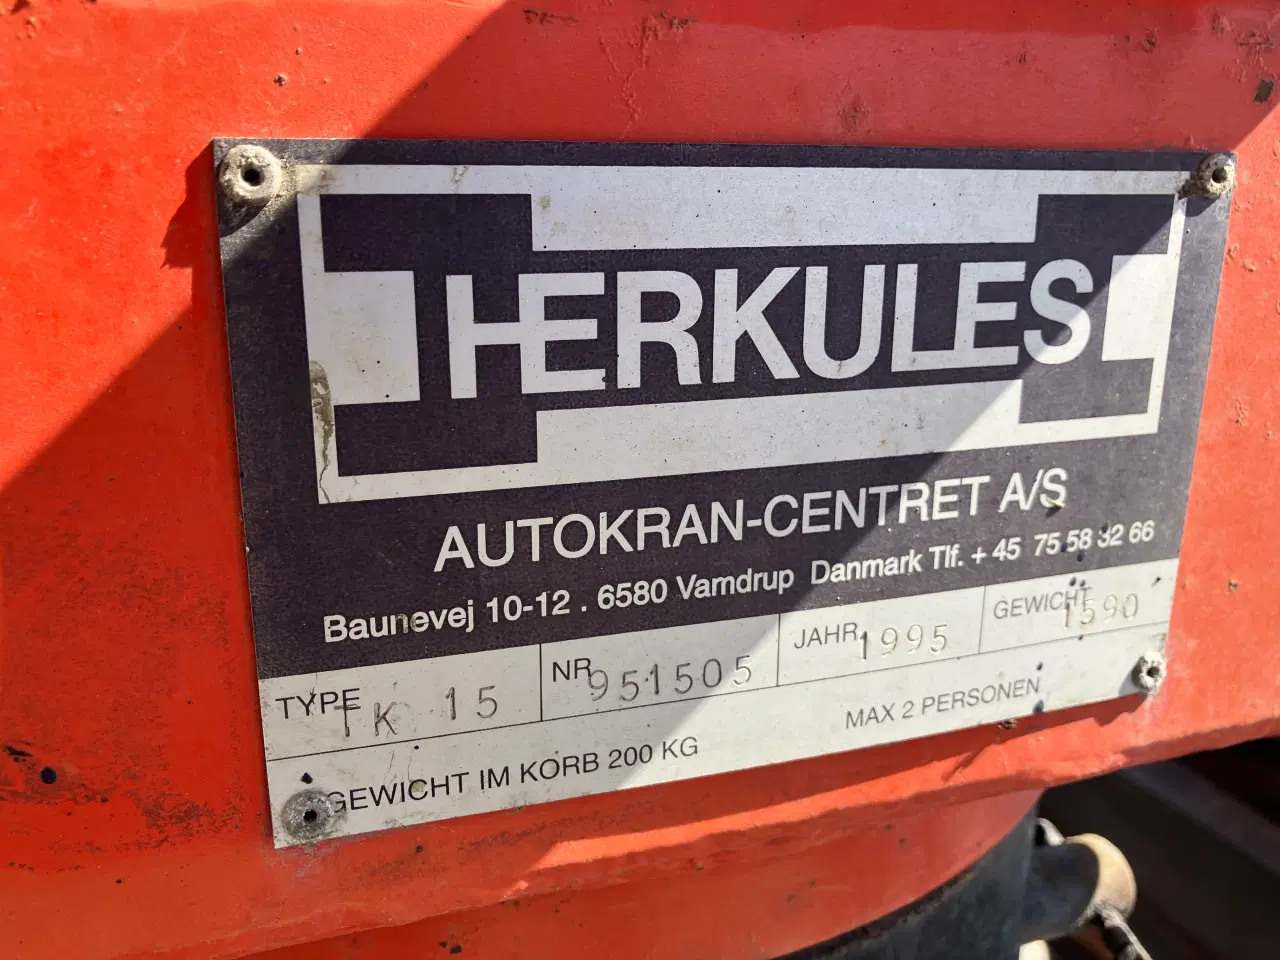 HERKULES
AUTOKRAN-CENTRET A/S
Baunevej 10-12 . 6580 Vamdrup Danmark Tlf. + 45 75 58 32 66
TYPE TK 15 NR 951505 JAHR 1995 GEWICHT 1590
GEWICHT IM KORB 200 KG MAX 2 PERSONEN